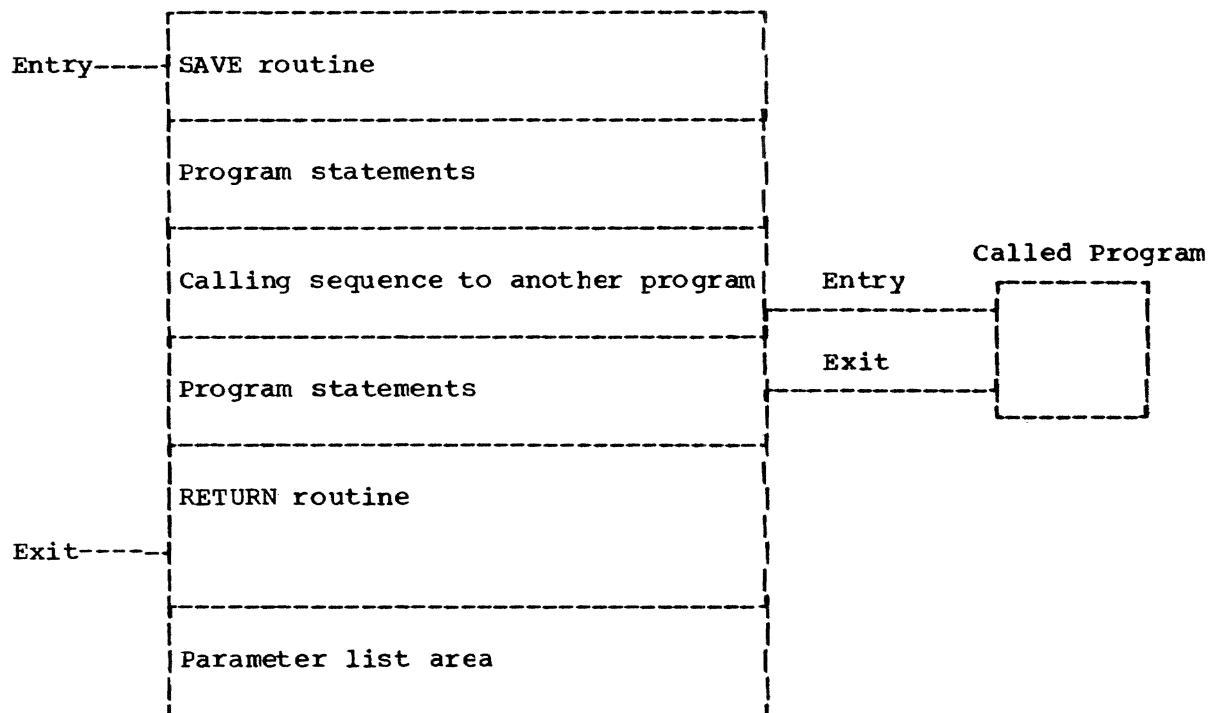 Entry SAVE routine
Program statements
Called Program
Calling sequence to another program Entry
Exit
Program statements
RETURN routine
Exit
Parameter list area